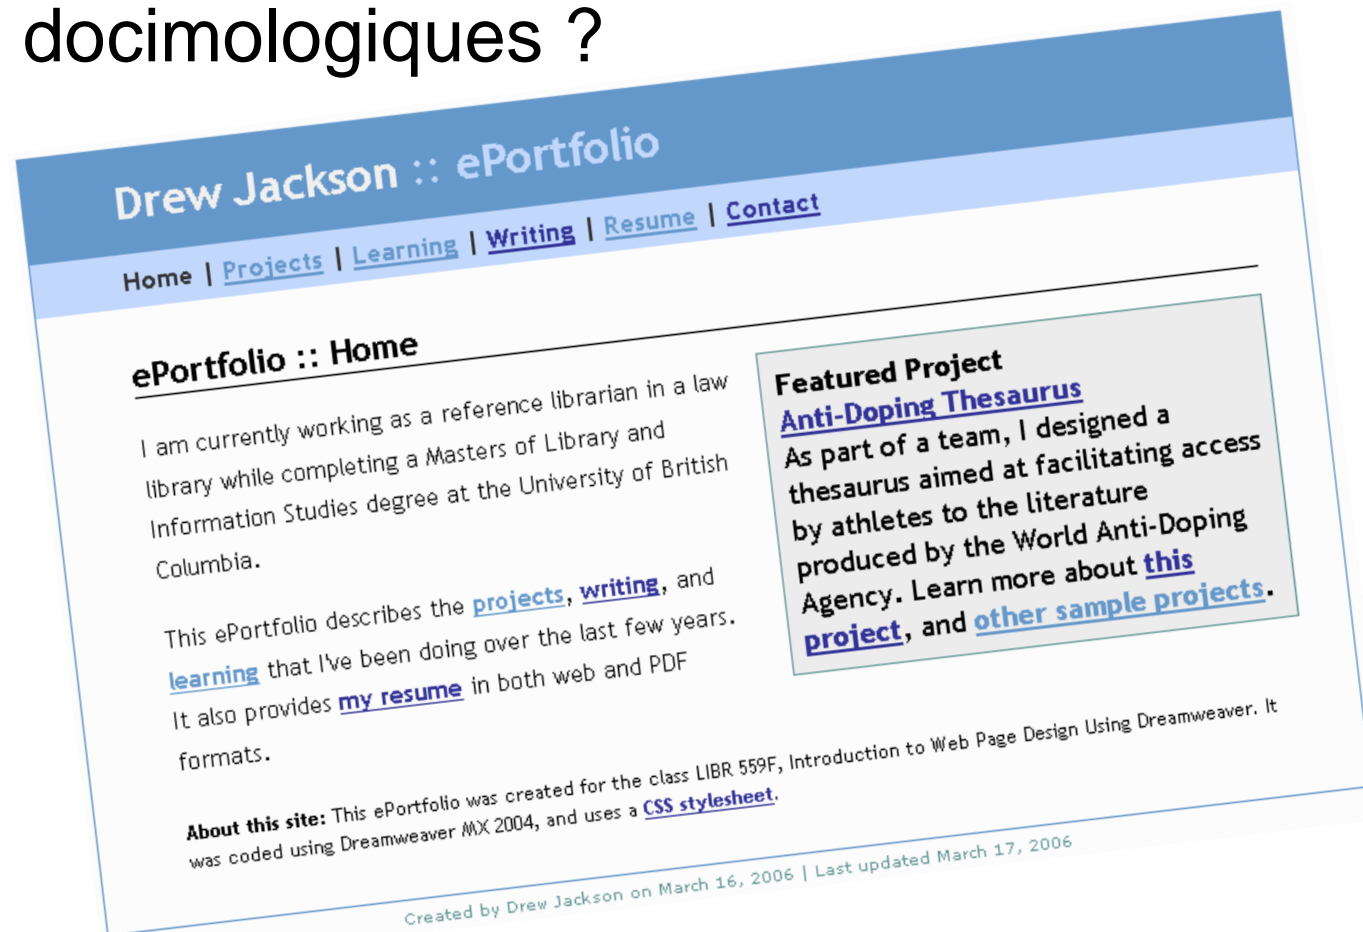 docimologiques ?
Drew Jackson :: ePortfolio
Home | Projects | Learning | Writing | Resume | Contact
ePortfolio :: Home
I am currently working as a reference librarian in a law
library while completing a Masters of Library and
Information Studies degree at the University of British
Columbia.
This ePortfolio describes the projects, writing, and
learning that I've been doing over the last few years.
It also provides my resume in both web and PDF
formats.
Featured Project
Anti-Doping Thesaurus
As part of a team, I designed a
thesaurus aimed at facilitating access
by athletes to the literature
produced by the World Anti-Doping
Agency. Learn more about this
project, and other sample projects.
About this site: This ePortfolio was created for the class LIBR 559F, Introduction to Web Page Design Using Dreamweaver. It
was coded using Dreamweaver MX 2004, and uses a CSS stylesheet.
Created by Drew Jackson on March 16, 2006 | Last updated March 17, 2006